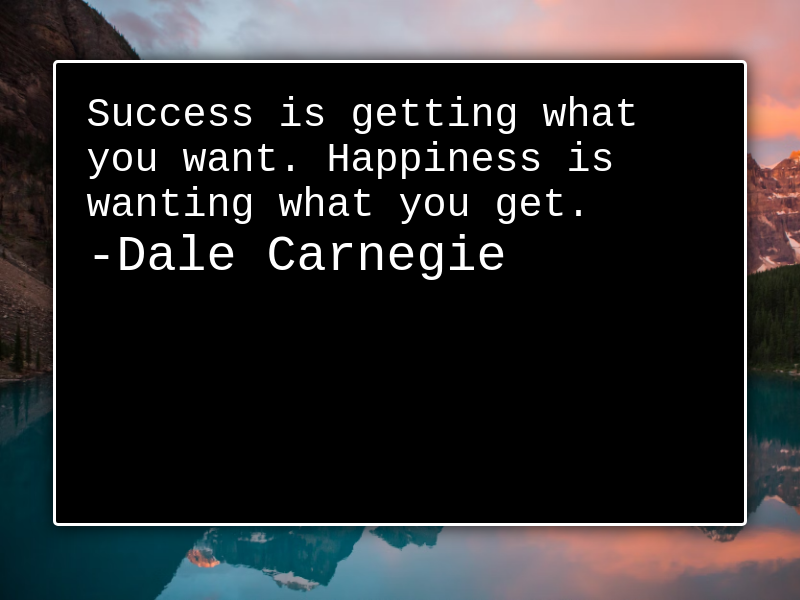 Success is getting what
you want. Happiness is
wanting what you get.
-Dale Carnegie